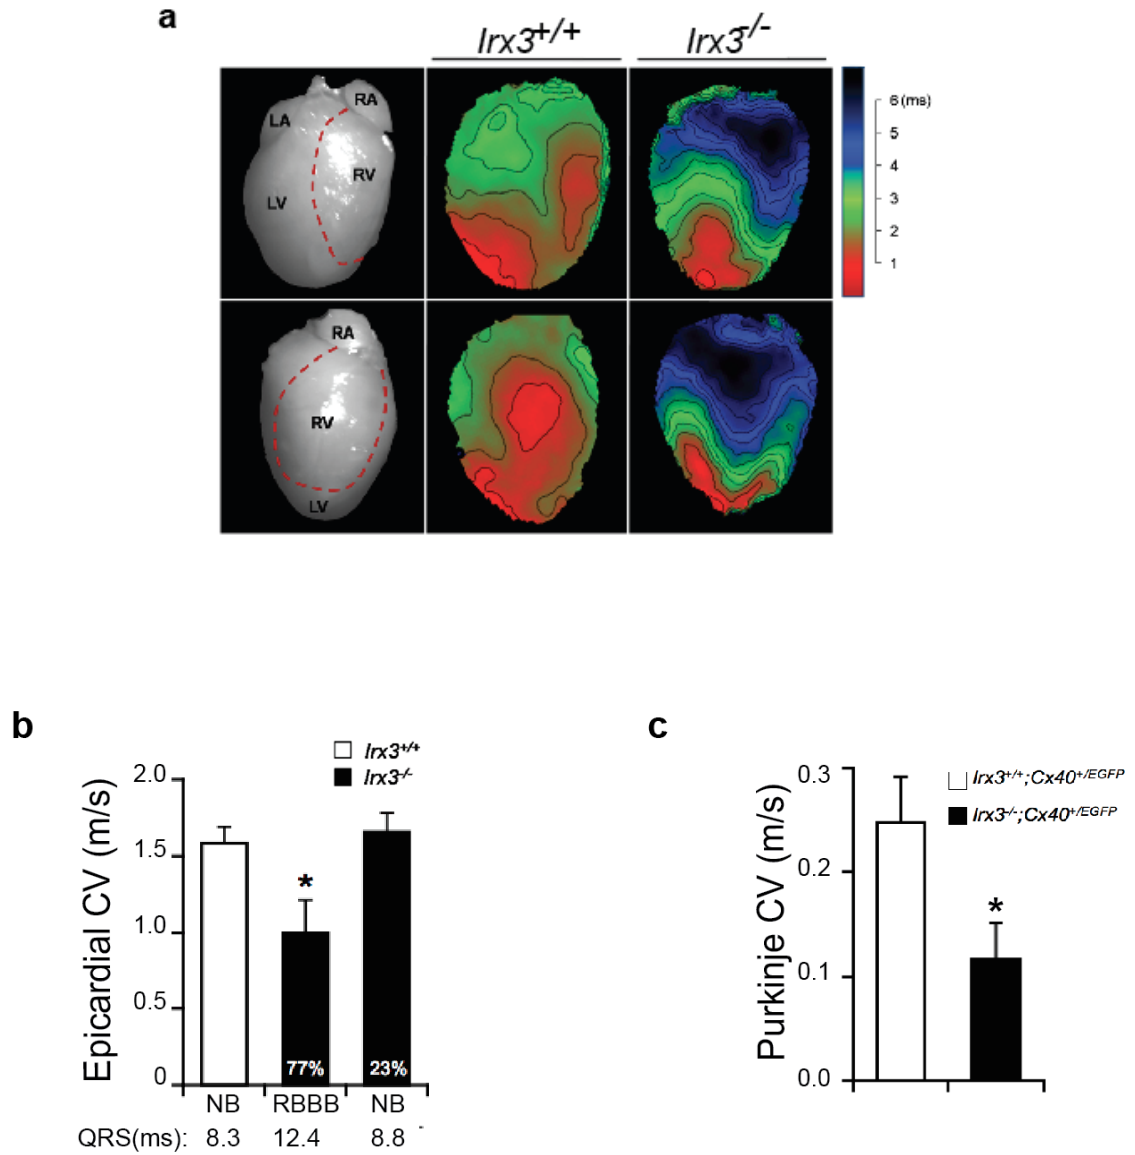 a
Irx3+/+ Irx3-/-
RA
LA
RV
LV
6 (ms)
5
4
3
2
1
RA
RV
LV
b
Irx3+/+
Irx3-/-
Epicardial CV (m/s)
2.0
1.5
1.0
0.5
0
*
77%
23%
NB RBBB NB
QRS(ms): 8.3 12.4 8.8
c
Irx3+/+;Cx40+/EGFP
Irx3-/-;Cx40+/EGFP
Purkinje CV (m/s)
0.3
0.2
0.1
0.0
*